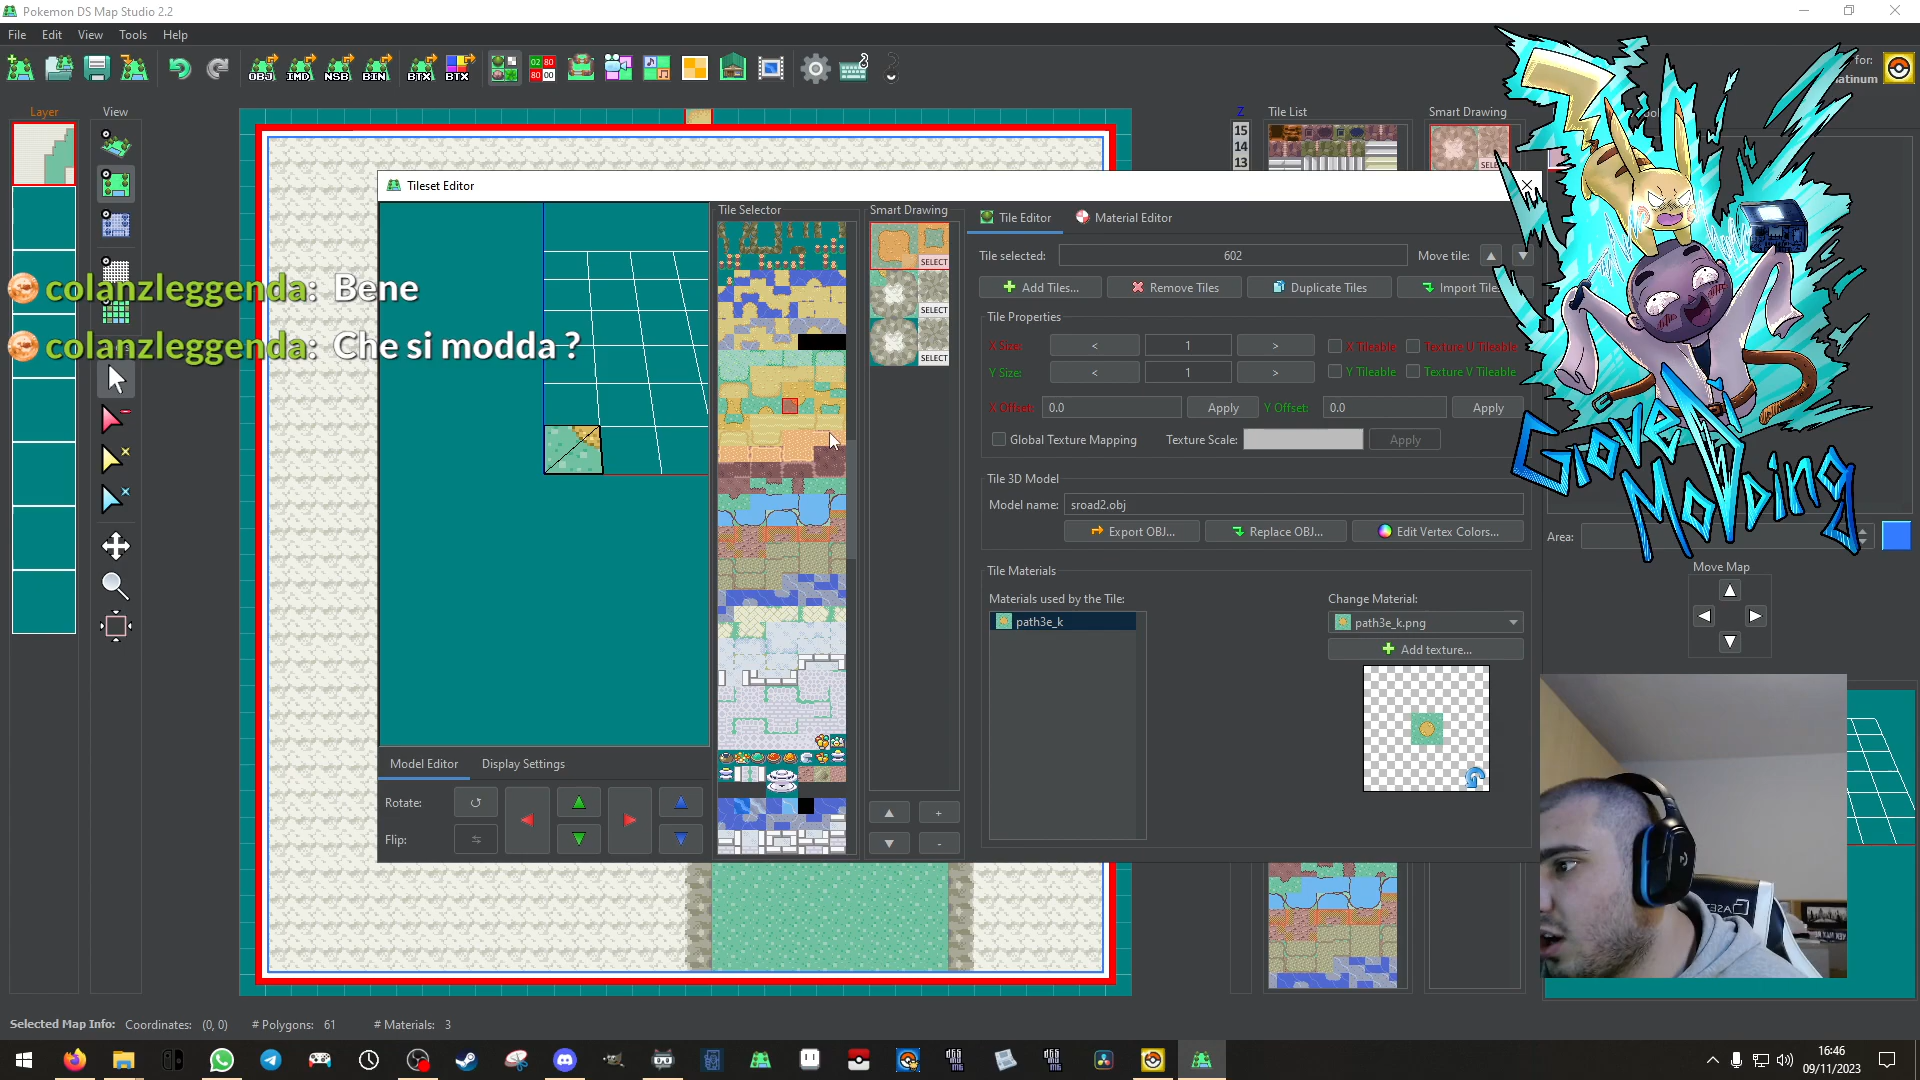 Pokemon DS Map Studio 2.2
File Edit View Tools Help
OBJ IMD NSB BIN BTX BTX
for:
Layer View Z Tile List Smart Drawing
15
14
13
Tileset Editor
Tile Selector Smart Drawing Tile Editor Material Editor
SELECT
SELECT
SELECT
Tile selected: 602 Move tile:
Add Tiles... Remove Tiles Duplicate Tiles
colanzleggenda: Bene
colanzleggenda: Che si modda ?
Tile Properties
X Size: < 1 > X Tileable Texture U Tileable
Y Size: < 1 > Y Tileable Texture V Tileable
X Offset: 0.0 Apply Y Offset: 0.0 Apply
Global Texture Mapping Texture Scale: Apply
Tile 3D Model
Model name: sroad2.obj
Export OBJ... Replace OBJ... Edit Vertex Colors...
Tile Materials
Materials used by the Tile: Change Material:
path3e_k path3e_k.png
Add texture...
Giove Modding
Area:
Move Map
Model Editor Display Settings
Rotate:
Flip:
+
-
Selected Map Info: Coordinates: (0, 0) # Polygons: 61 # Materials: 3
16:46
09/11/2023